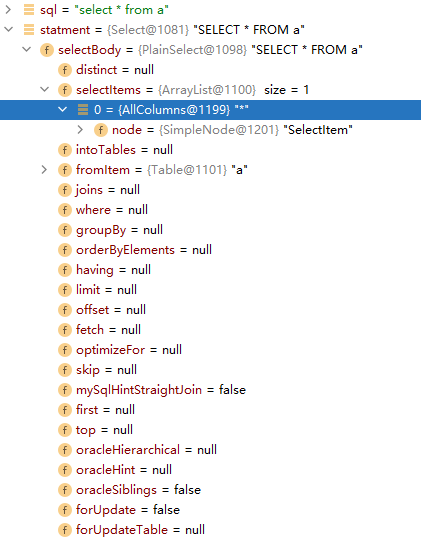 sql = "select * from a"
statment = {Select@1081} "SELECT * FROM a"
f selectBody = {PlainSelect@1098} "SELECT * FROM a"
f distinct = null
f selectItems = {ArrayList@1100} size = 1
0 = {AllColumns@1199} "*"
f node = {SimpleNode@1201} "SelectItem"
f intoTables = null
f fromItem = {Table@1101} "a"
f joins = null
f where = null
f groupBy = null
f orderByElements = null
f having = null
f limit = null
f offset = null
f fetch = null
f optimizeFor = null
f skip = null
f mySqlHintStraightJoin = false
f first = null
f top = null
f oracleHierarchical = null
f oracleHint = null
f oracleSiblings = false
f forUpdate = false
f forUpdateTable = null